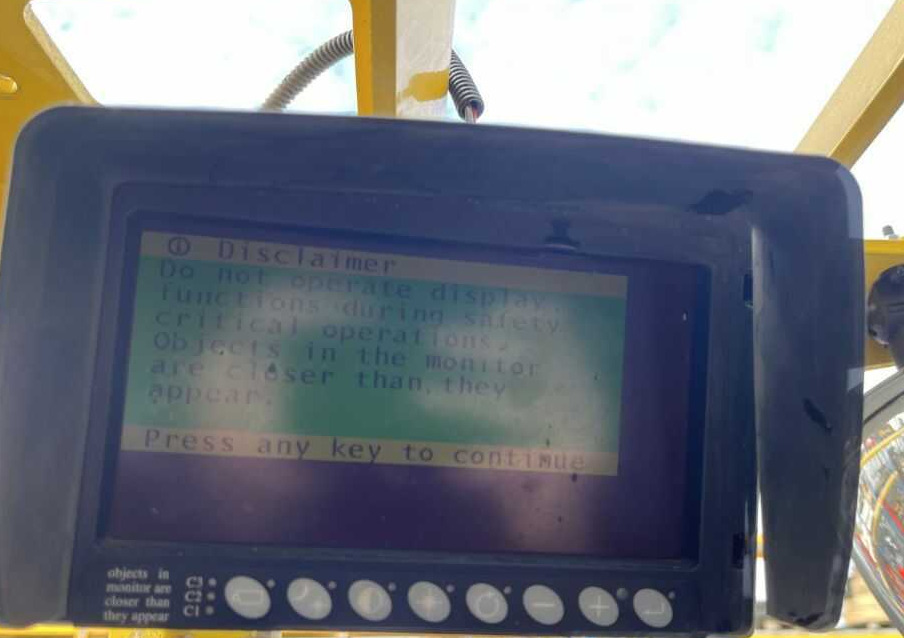 ⓘ Disclaimer
Do not operate display
functions during safety
critical operations.
Objects in the monitor
are closer than they
appear.
Press any key to continue
objects in
monitor are
closer than
they appear
C3
C2
C1